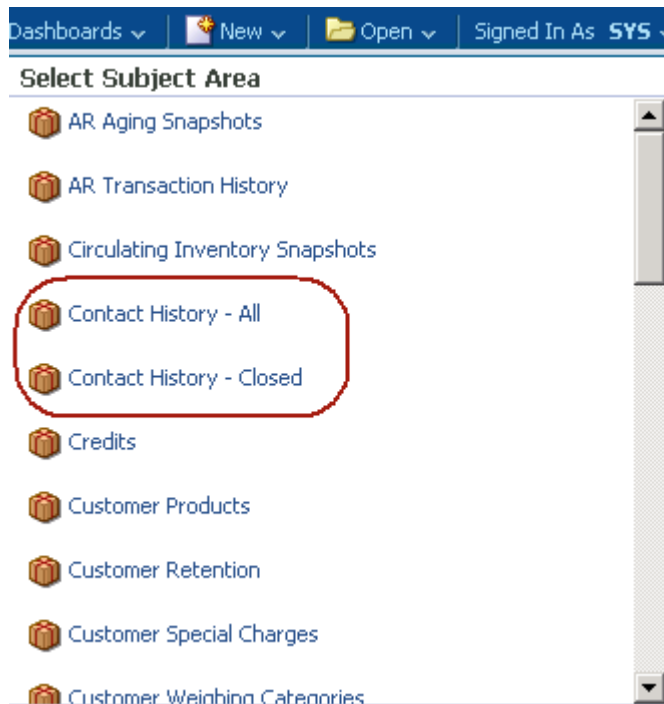 Dashboards New Open Signed In As SYS
Select Subject Area
AR Aging Snapshots
AR Transaction History
Circulating Inventory Snapshots
Contact History - All
Contact History - Closed
Credits
Customer Products
Customer Retention
Customer Special Charges
Customer Weighing Categories